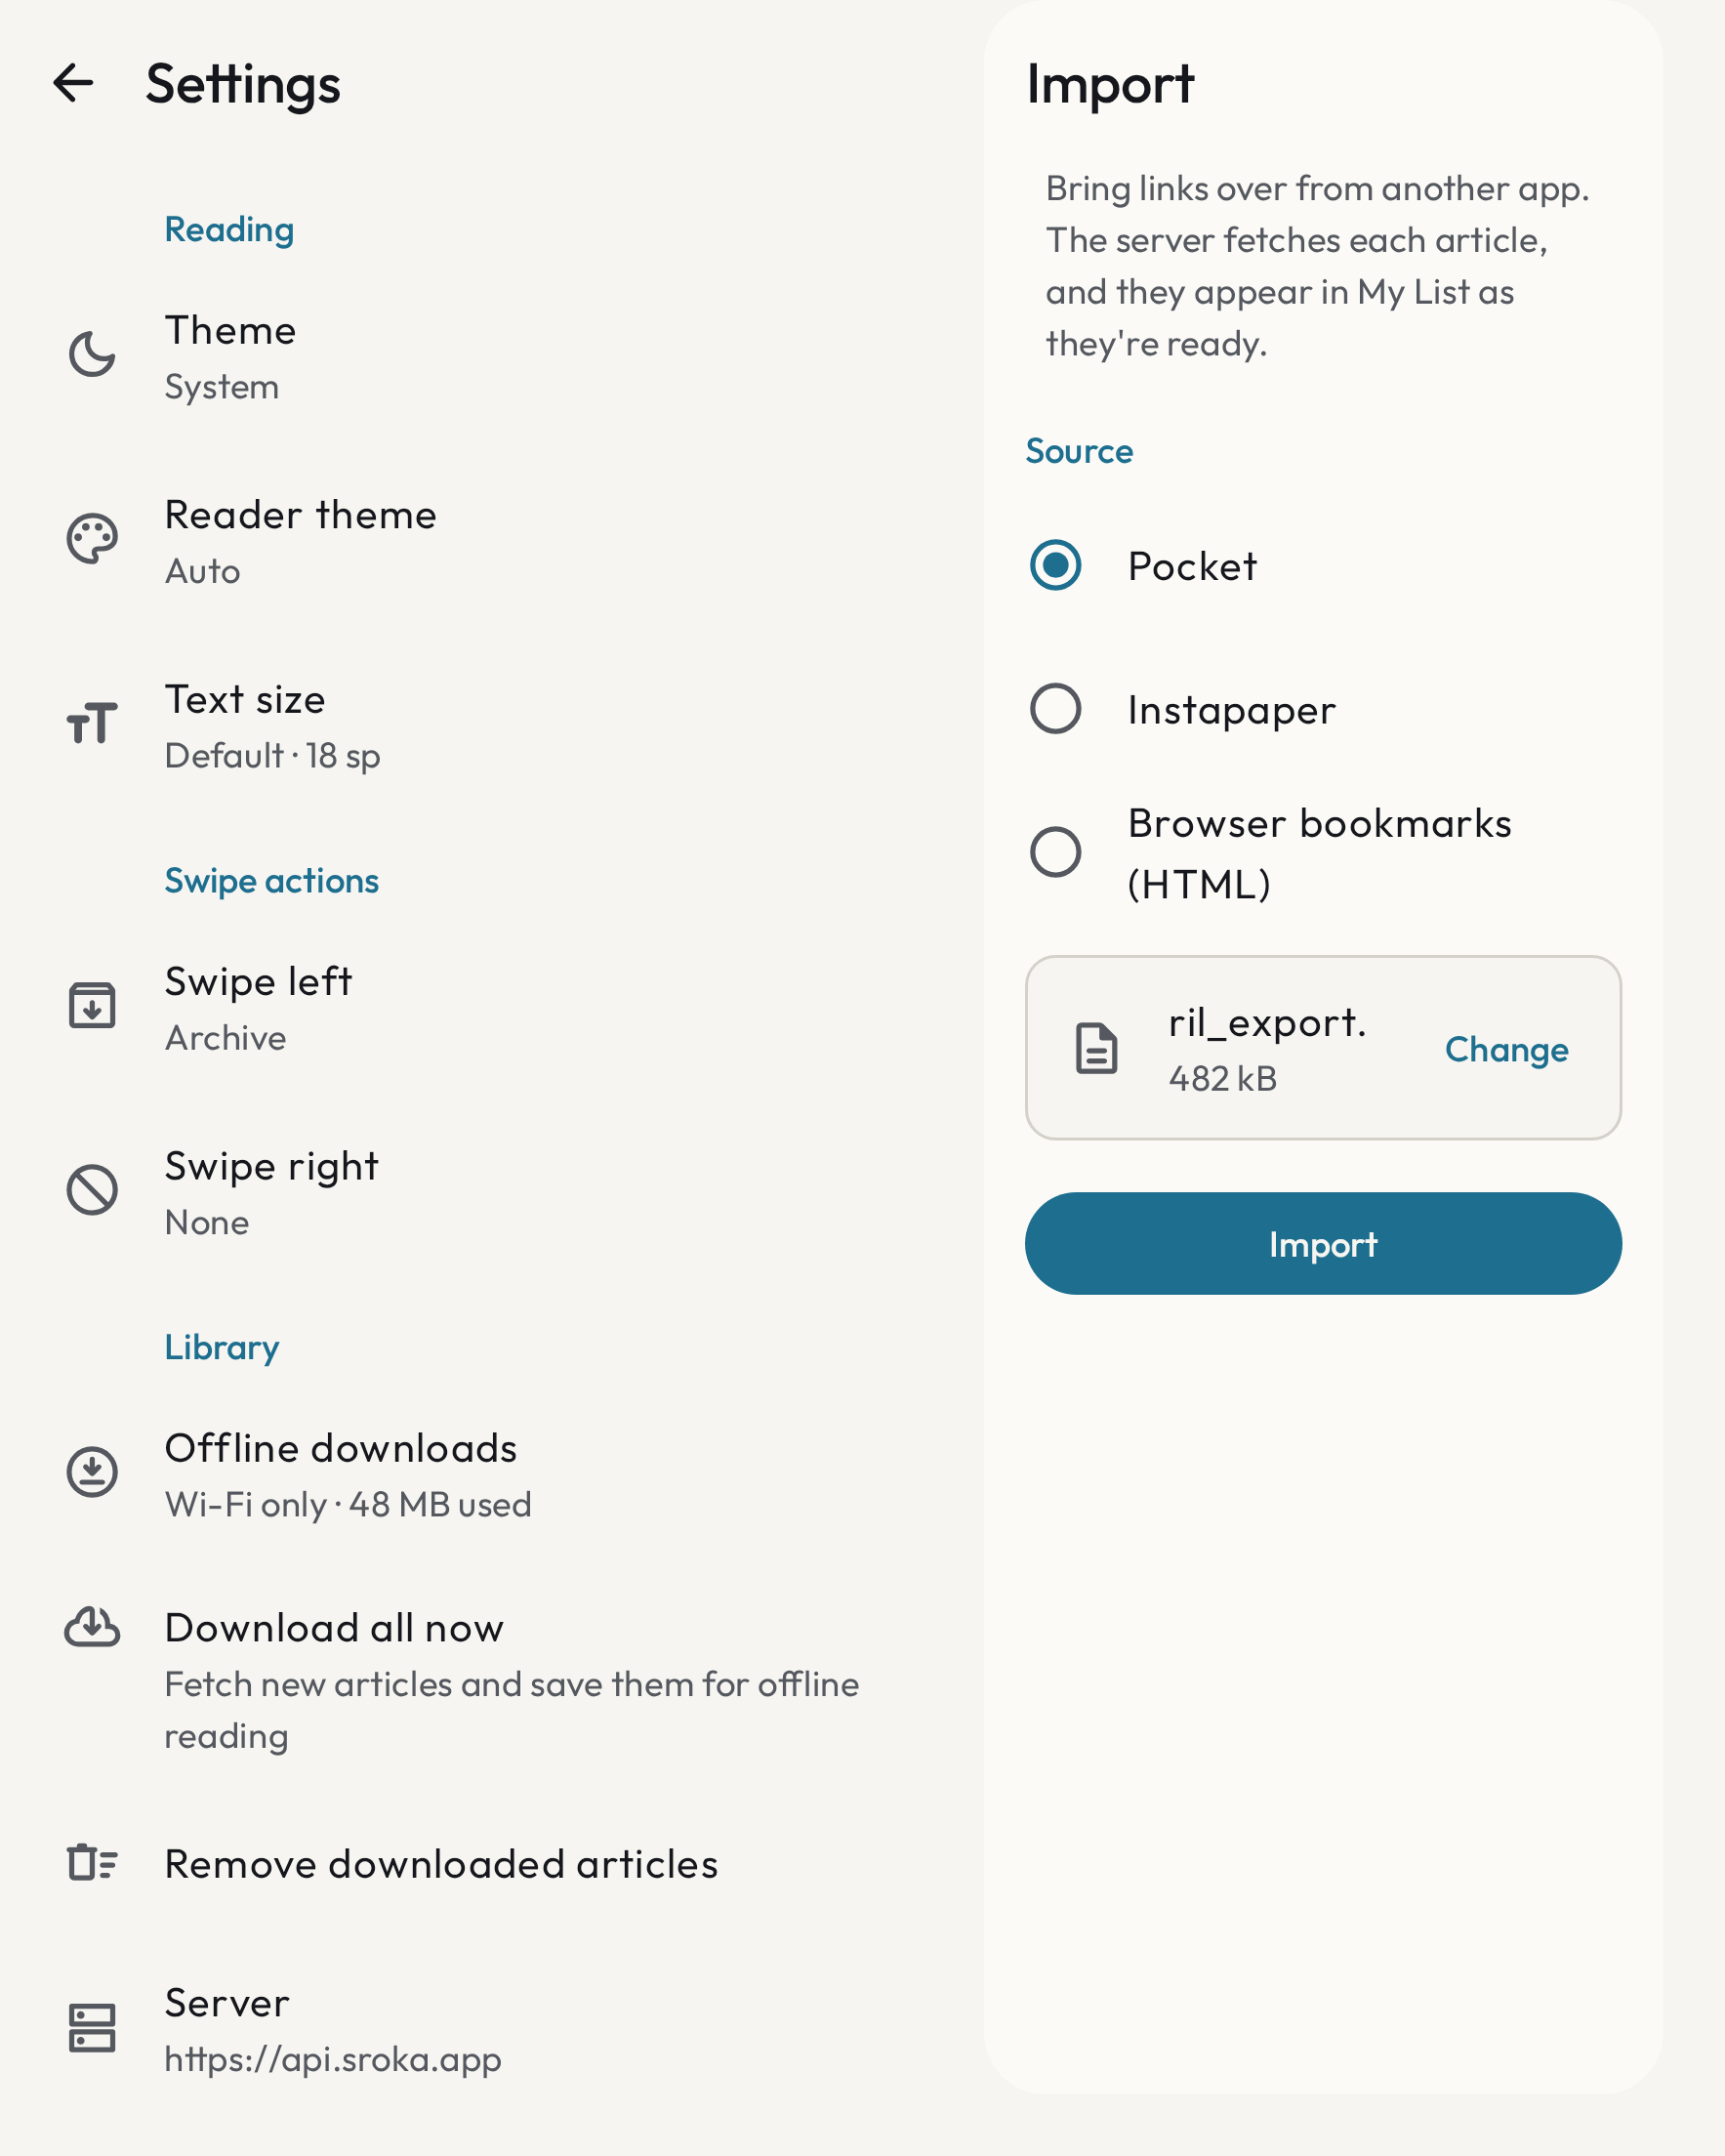 Settings
Reading
Theme
System
Reader theme
Auto
Text size
Default · 18 sp
Swipe actions
Swipe left
Archive
Swipe right
None
Library
Offline downloads
Wi-Fi only · 48 MB used
Download all now
Fetch new articles and save them for offline
reading
Remove downloaded articles
Server
https://api.sroka.app
Import
Bring links over from another app.
The server fetches each article,
and they appear in My List as
they're ready.
Source
Pocket
Instapaper
Browser bookmarks
(HTML)
ril_export.
482 kB
Change
Import